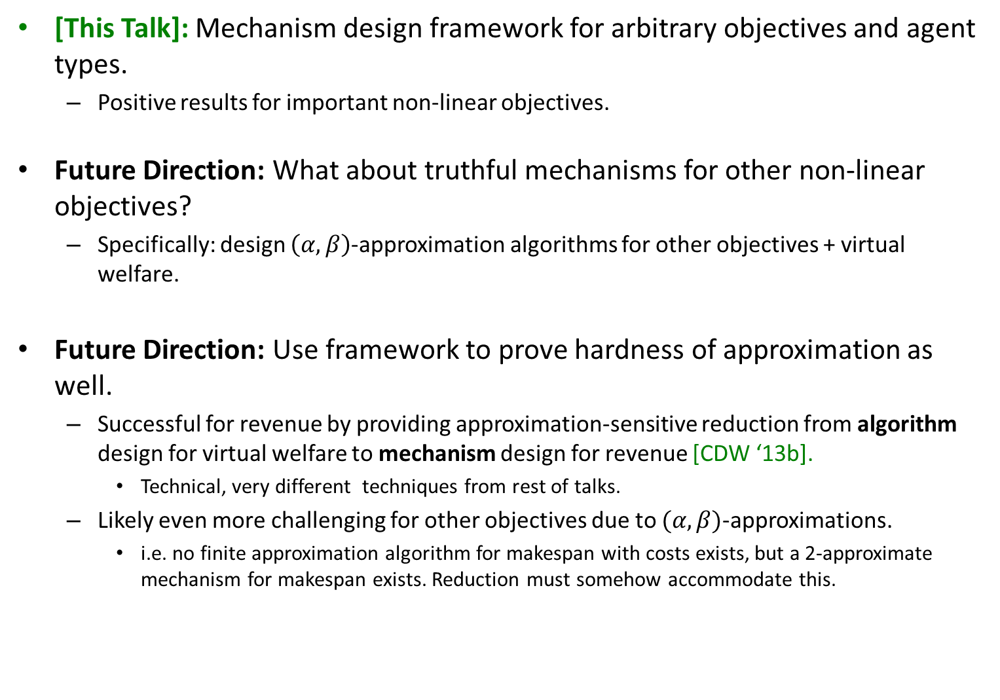 • [This Talk]: Mechanism design framework for arbitrary objectives and agent
types.
– Positive results for important non-linear objectives.
• Future Direction: What about truthful mechanisms for other non-linear
objectives?
– Specifically: design (α, β)-approximation algorithms for other objectives + virtual
welfare.
• Future Direction: Use framework to prove hardness of approximation as
well.
– Successful for revenue by providing approximation-sensitive reduction from algorithm
design for virtual welfare to mechanism design for revenue [CDW ‘13b].
• Technical, very different techniques from rest of talks.
– Likely even more challenging for other objectives due to (α, β)-approximations.
• i.e. no finite approximation algorithm for makespan with costs exists, but a 2-approximate
mechanism for makespan exists. Reduction must somehow accommodate this.